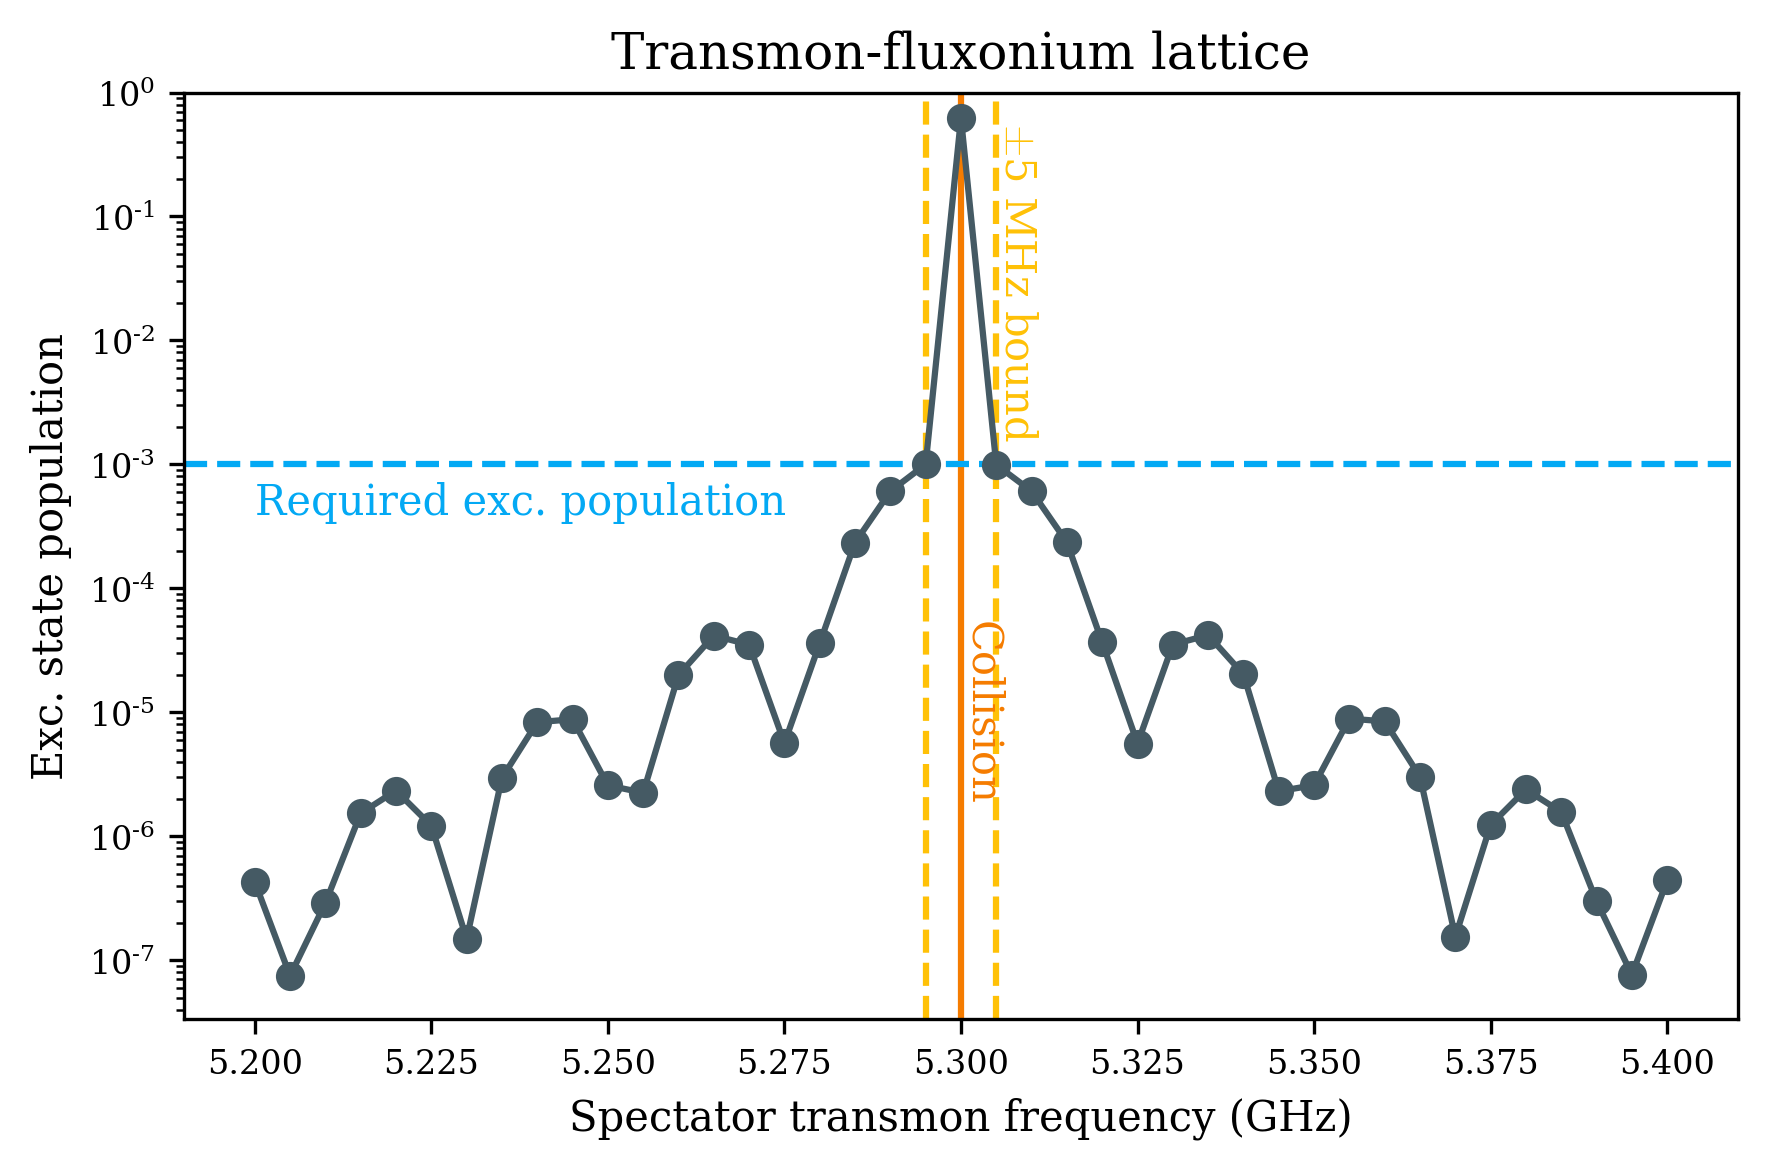 Transmon-fluxonium lattice
10⁰
10⁻¹
10⁻²
10⁻³
10⁻⁴
10⁻⁵
10⁻⁶
10⁻⁷
Exc. state population
±5 MHz bound
Required exc. population
Collision
5.200 5.225 5.250 5.275 5.300 5.325 5.350 5.375 5.400
Spectator transmon frequency (GHz)